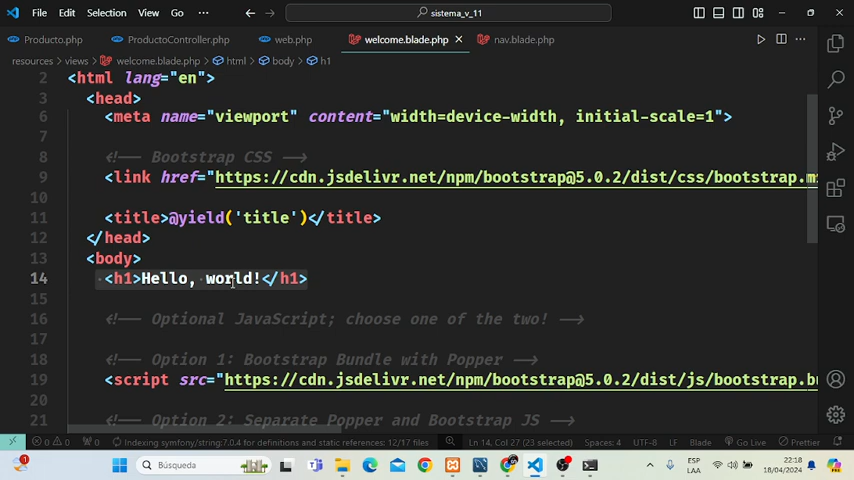 File Edit Selection View Go ··· sistema_v_11
Producto.php ProductoController.php web.php welcome.blade.php nav.blade.php
resources > views > welcome.blade.php > html > body > h1
2 <html lang="en">
3 <head>
6 <meta name="viewport" content="width=device-width, initial-scale=1">
7
8 <!-- Bootstrap CSS -->
9 <link href="https://cdn.jsdelivr.net/npm/bootstrap@5.0.2/dist/css/bootstrap.m
10
11 <title>@yield('title')</title>
12 </head>
13 <body>
14 <h1>Hello, world!</h1>
15
16 <!-- Optional JavaScript; choose one of the two! -->
17
18 <!-- Option 1: Bootstrap Bundle with Popper -->
19 <script src="https://cdn.jsdelivr.net/npm/bootstrap@5.0.2/dist/js/bootstrap.bu
20
21 <!-- Option 2: Separate Popper and Bootstrap JS -->
0 0 0 Indexing symfony/string:7.0.4 for definitions and static references: 12/17 files Ln 14, Col 27 (23 selected) Spaces: 4 UTF-8 LF Blade Go Live Prettier
Búsqueda ESP LAA 22:18 18/04/2024